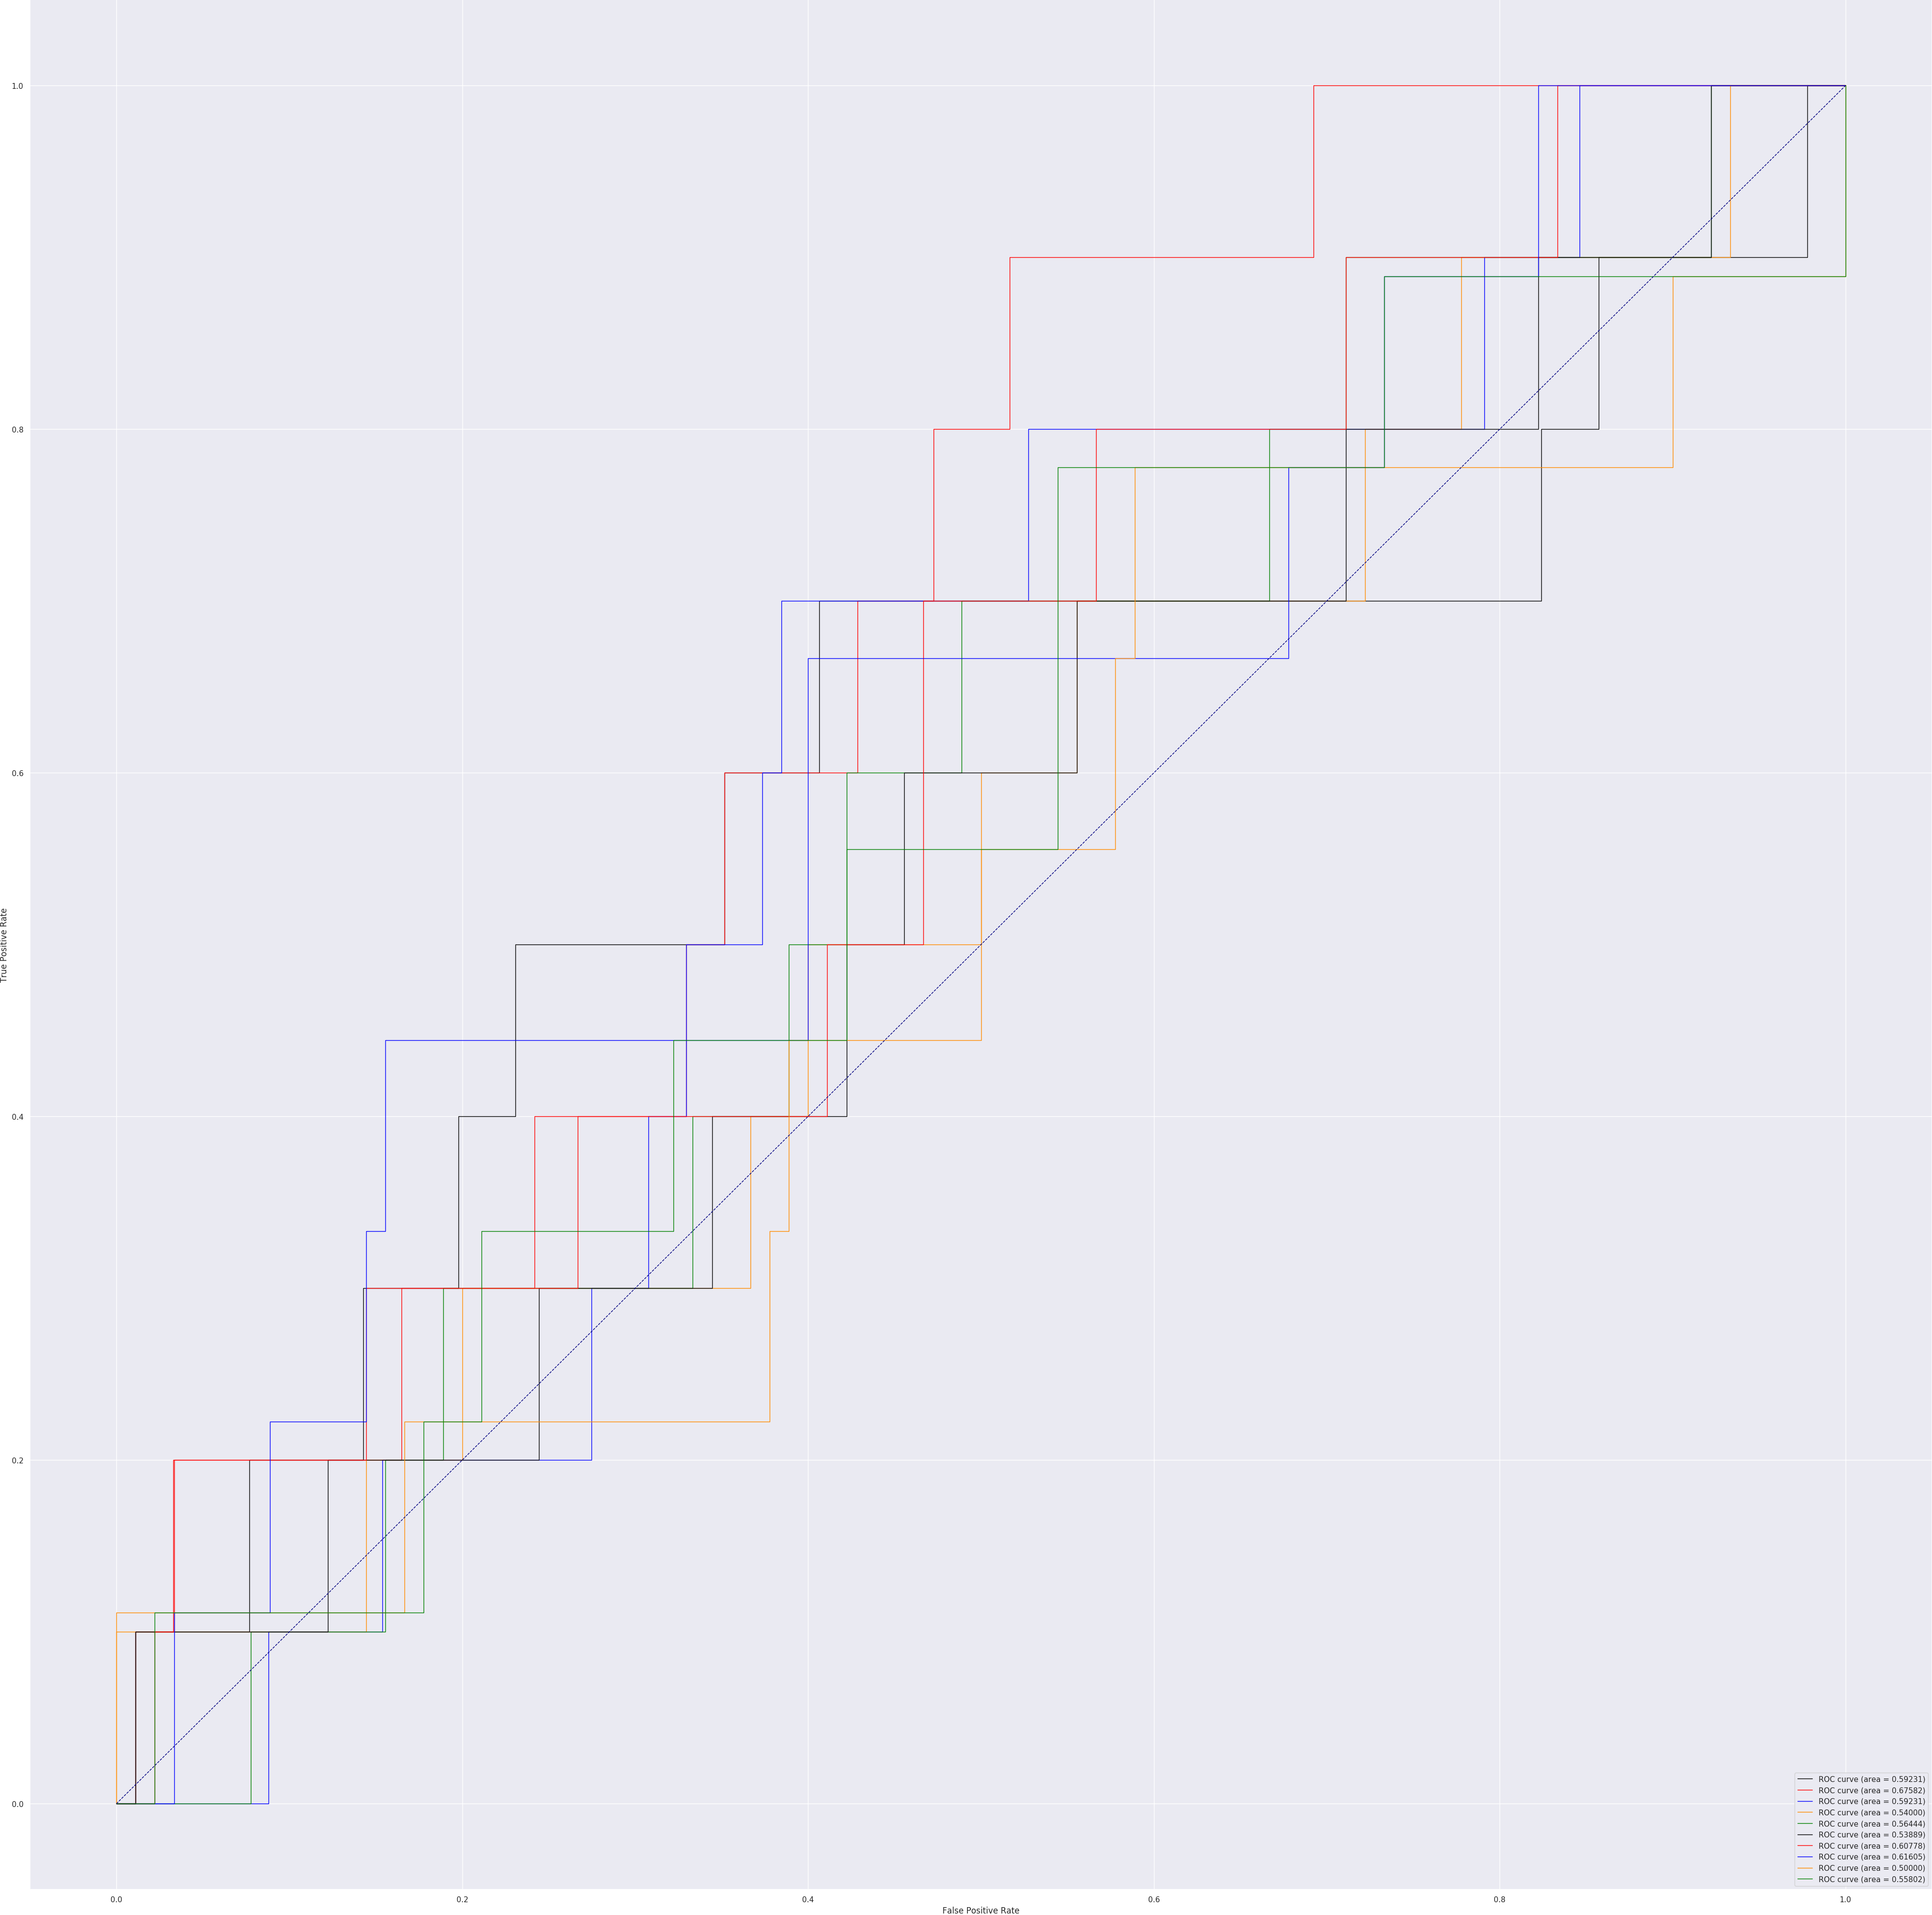 1.0
0.8
0.6
0.4
0.2
0.0
True Positive Rate
0.0 0.2 0.4 0.6 0.8 1.0
False Positive Rate
ROC curve (area = 0.59231)
ROC curve (area = 0.67582)
ROC curve (area = 0.59231)
ROC curve (area = 0.54000)
ROC curve (area = 0.56444)
ROC curve (area = 0.53889)
ROC curve (area = 0.60778)
ROC curve (area = 0.61605)
ROC curve (area = 0.50000)
ROC curve (area = 0.55802)